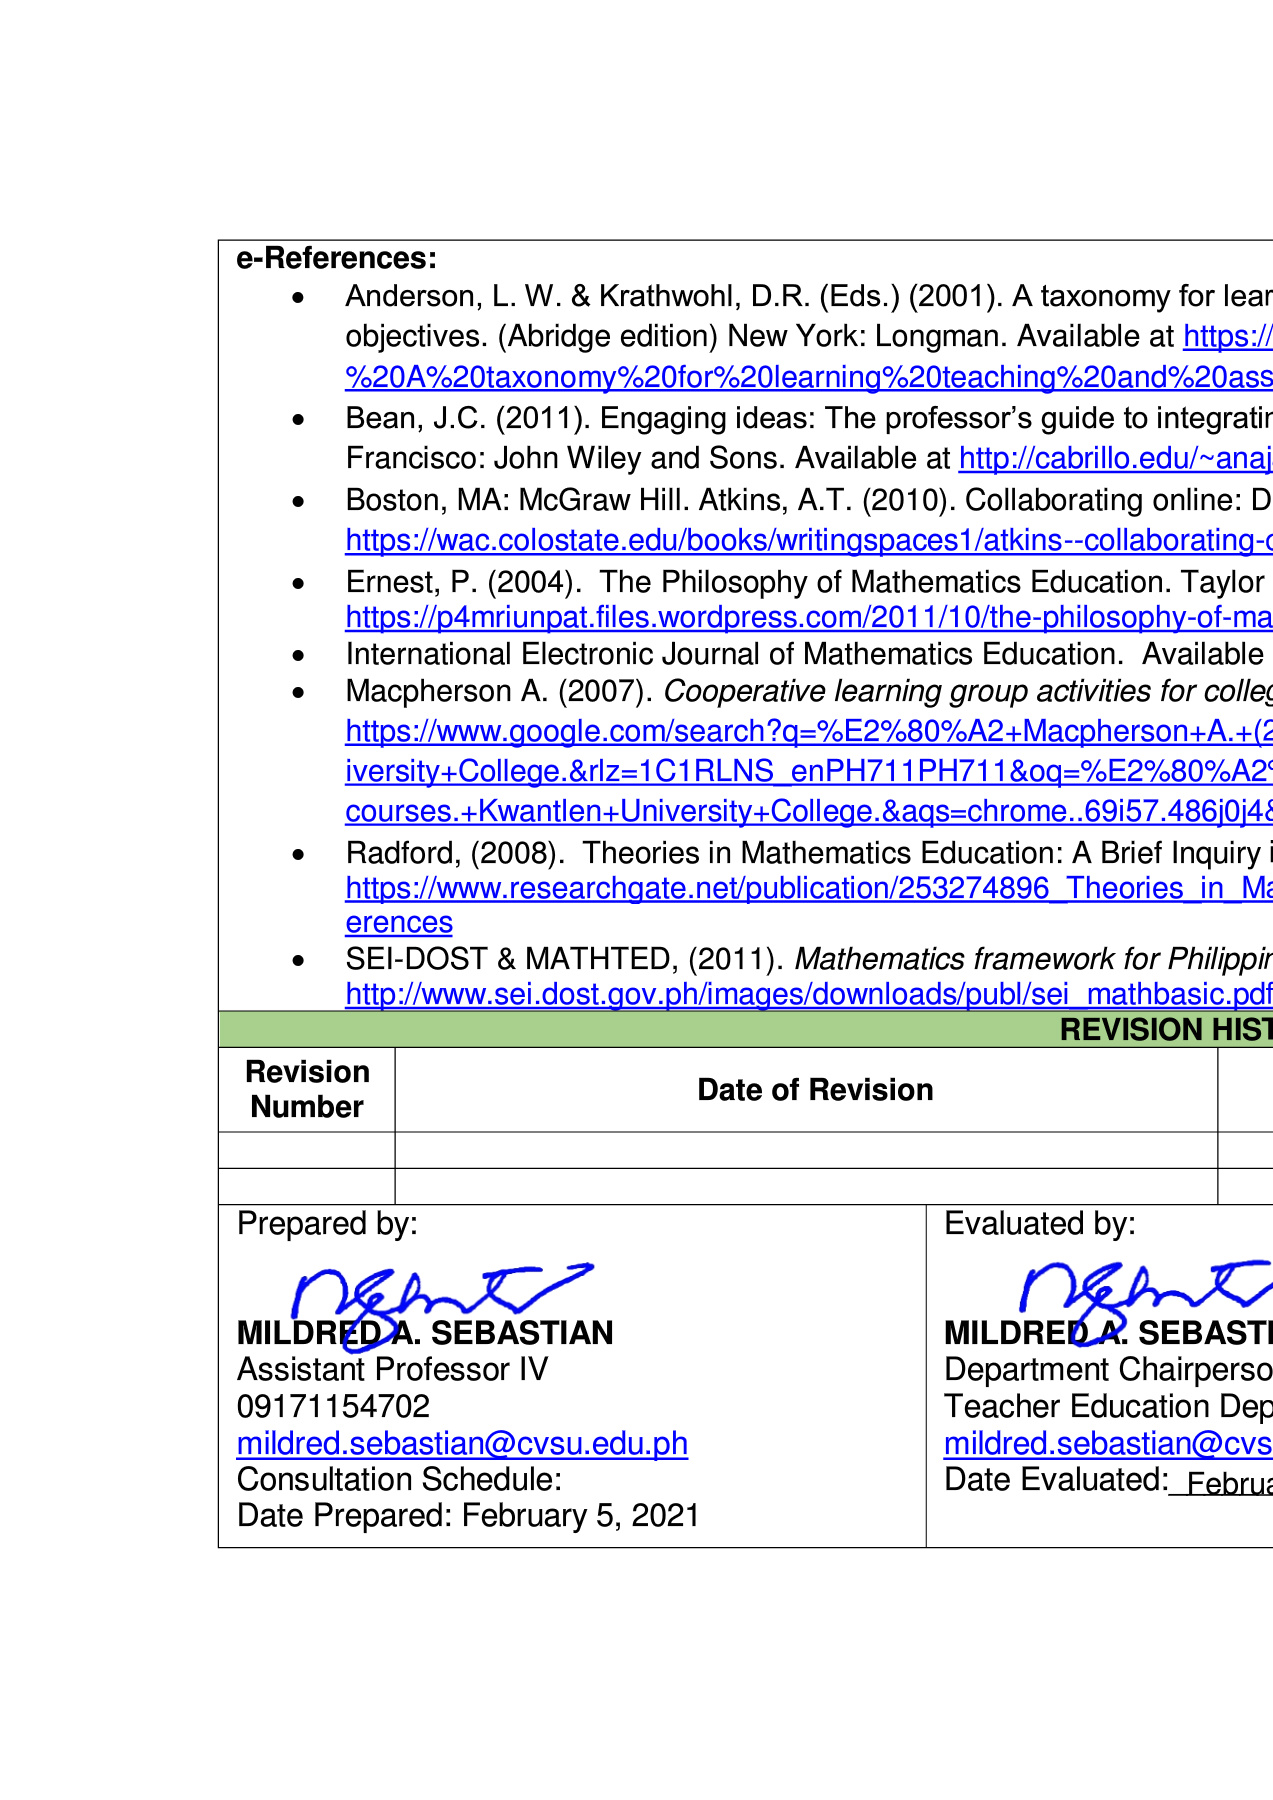 e-References:
• Anderson, L. W. & Krathwohl, D.R. (Eds.) (2001). A taxonomy for lear
objectives. (Abridge edition) New York: Longman. Available at https://
%20A%20taxonomy%20for%20learning%20teaching%20and%20ass
• Bean, J.C. (2011). Engaging ideas: The professor’s guide to integratin
Francisco: John Wiley and Sons. Available at http://cabrillo.edu/~anaj
• Boston, MA: McGraw Hill. Atkins, A.T. (2010). Collaborating online: D
https://wac.colostate.edu/books/writingspaces1/atkins--collaborating-o
• Ernest, P. (2004).  The Philosophy of Mathematics Education. Taylor
https://p4mriunpat.files.wordpress.com/2011/10/the-philosophy-of-ma
• International Electronic Journal of Mathematics Education.  Available
• Macpherson A. (2007). Cooperative learning group activities for colleg
https://www.google.com/search?q=%E2%80%A2+Macpherson+A.+(2
iversity+College.&rlz=1C1RLNS_enPH711PH711&oq=%E2%80%A2%
courses.+Kwantlen+University+College.&aqs=chrome..69i57.486j0j4&
• Radford, (2008).  Theories in Mathematics Education: A Brief Inquiry i
https://www.researchgate.net/publication/253274896_Theories_in_Ma
erences
• SEI-DOST & MATHTED, (2011). Mathematics framework for Philippin
http://www.sei.dost.gov.ph/images/downloads/publ/sei_mathbasic.pdf
REVISION HIST
Revision
Number
Date of Revision
Prepared by:
MILDRED A. SEBASTIAN
Assistant Professor IV
09171154702
mildred.sebastian@cvsu.edu.ph
Consultation Schedule:
Date Prepared: February 5, 2021
Evaluated by:
MILDRED A. SEBASTI
Department Chairperso
Teacher Education Dep
mildred.sebastian@cvs
Date Evaluated: Februa